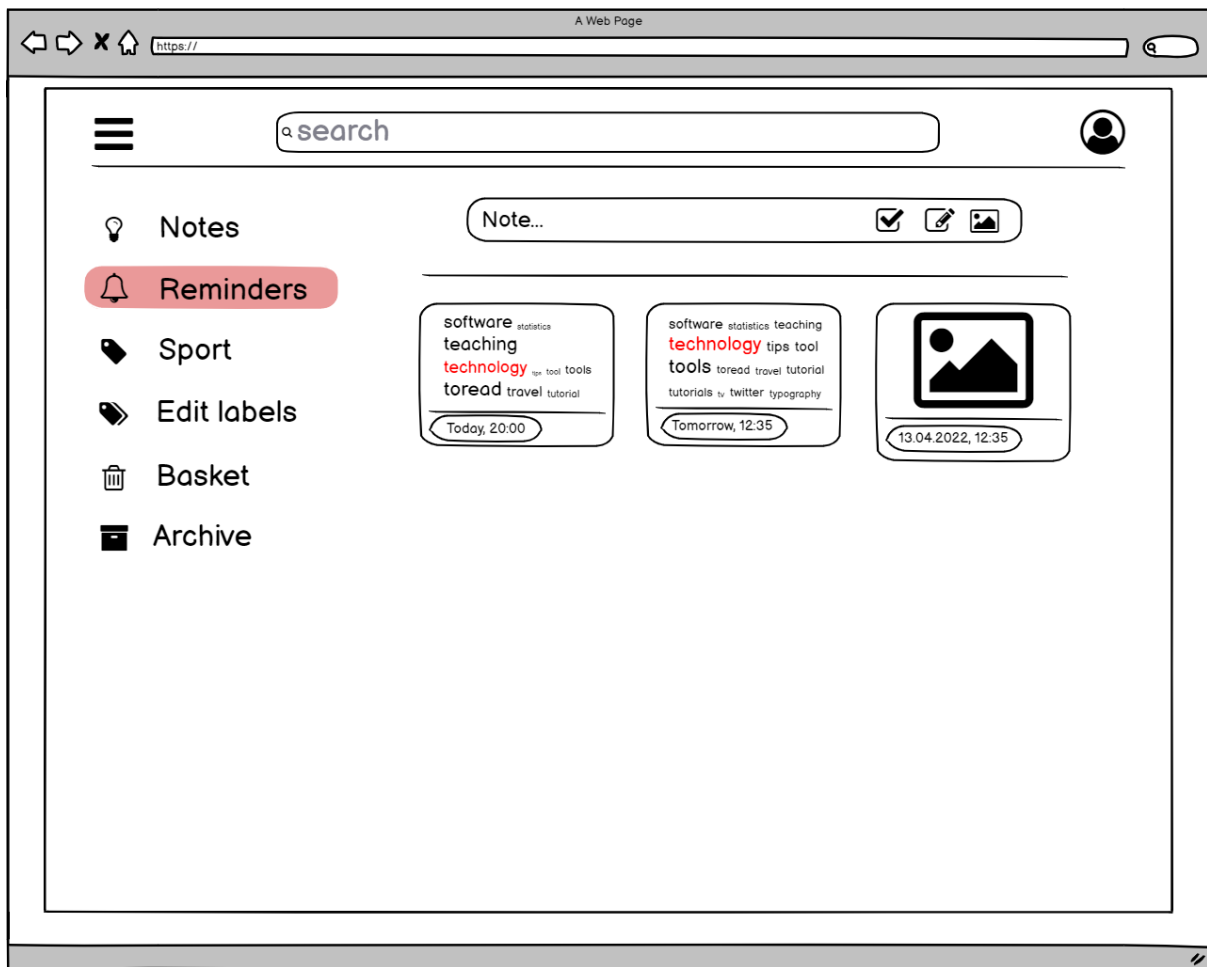 A Web Page
https://
search
Notes
Reminders
Sport
Edit labels
Basket
Archive
Note...
software statistics
teaching
technology tips tool tools
toread travel tutorial
Today, 20:00
software statistics teaching
technology tips tool
tools toread travel tutorial
tutorials tv twitter typography
Tomorrow, 12:35
13.04.2022, 12:35